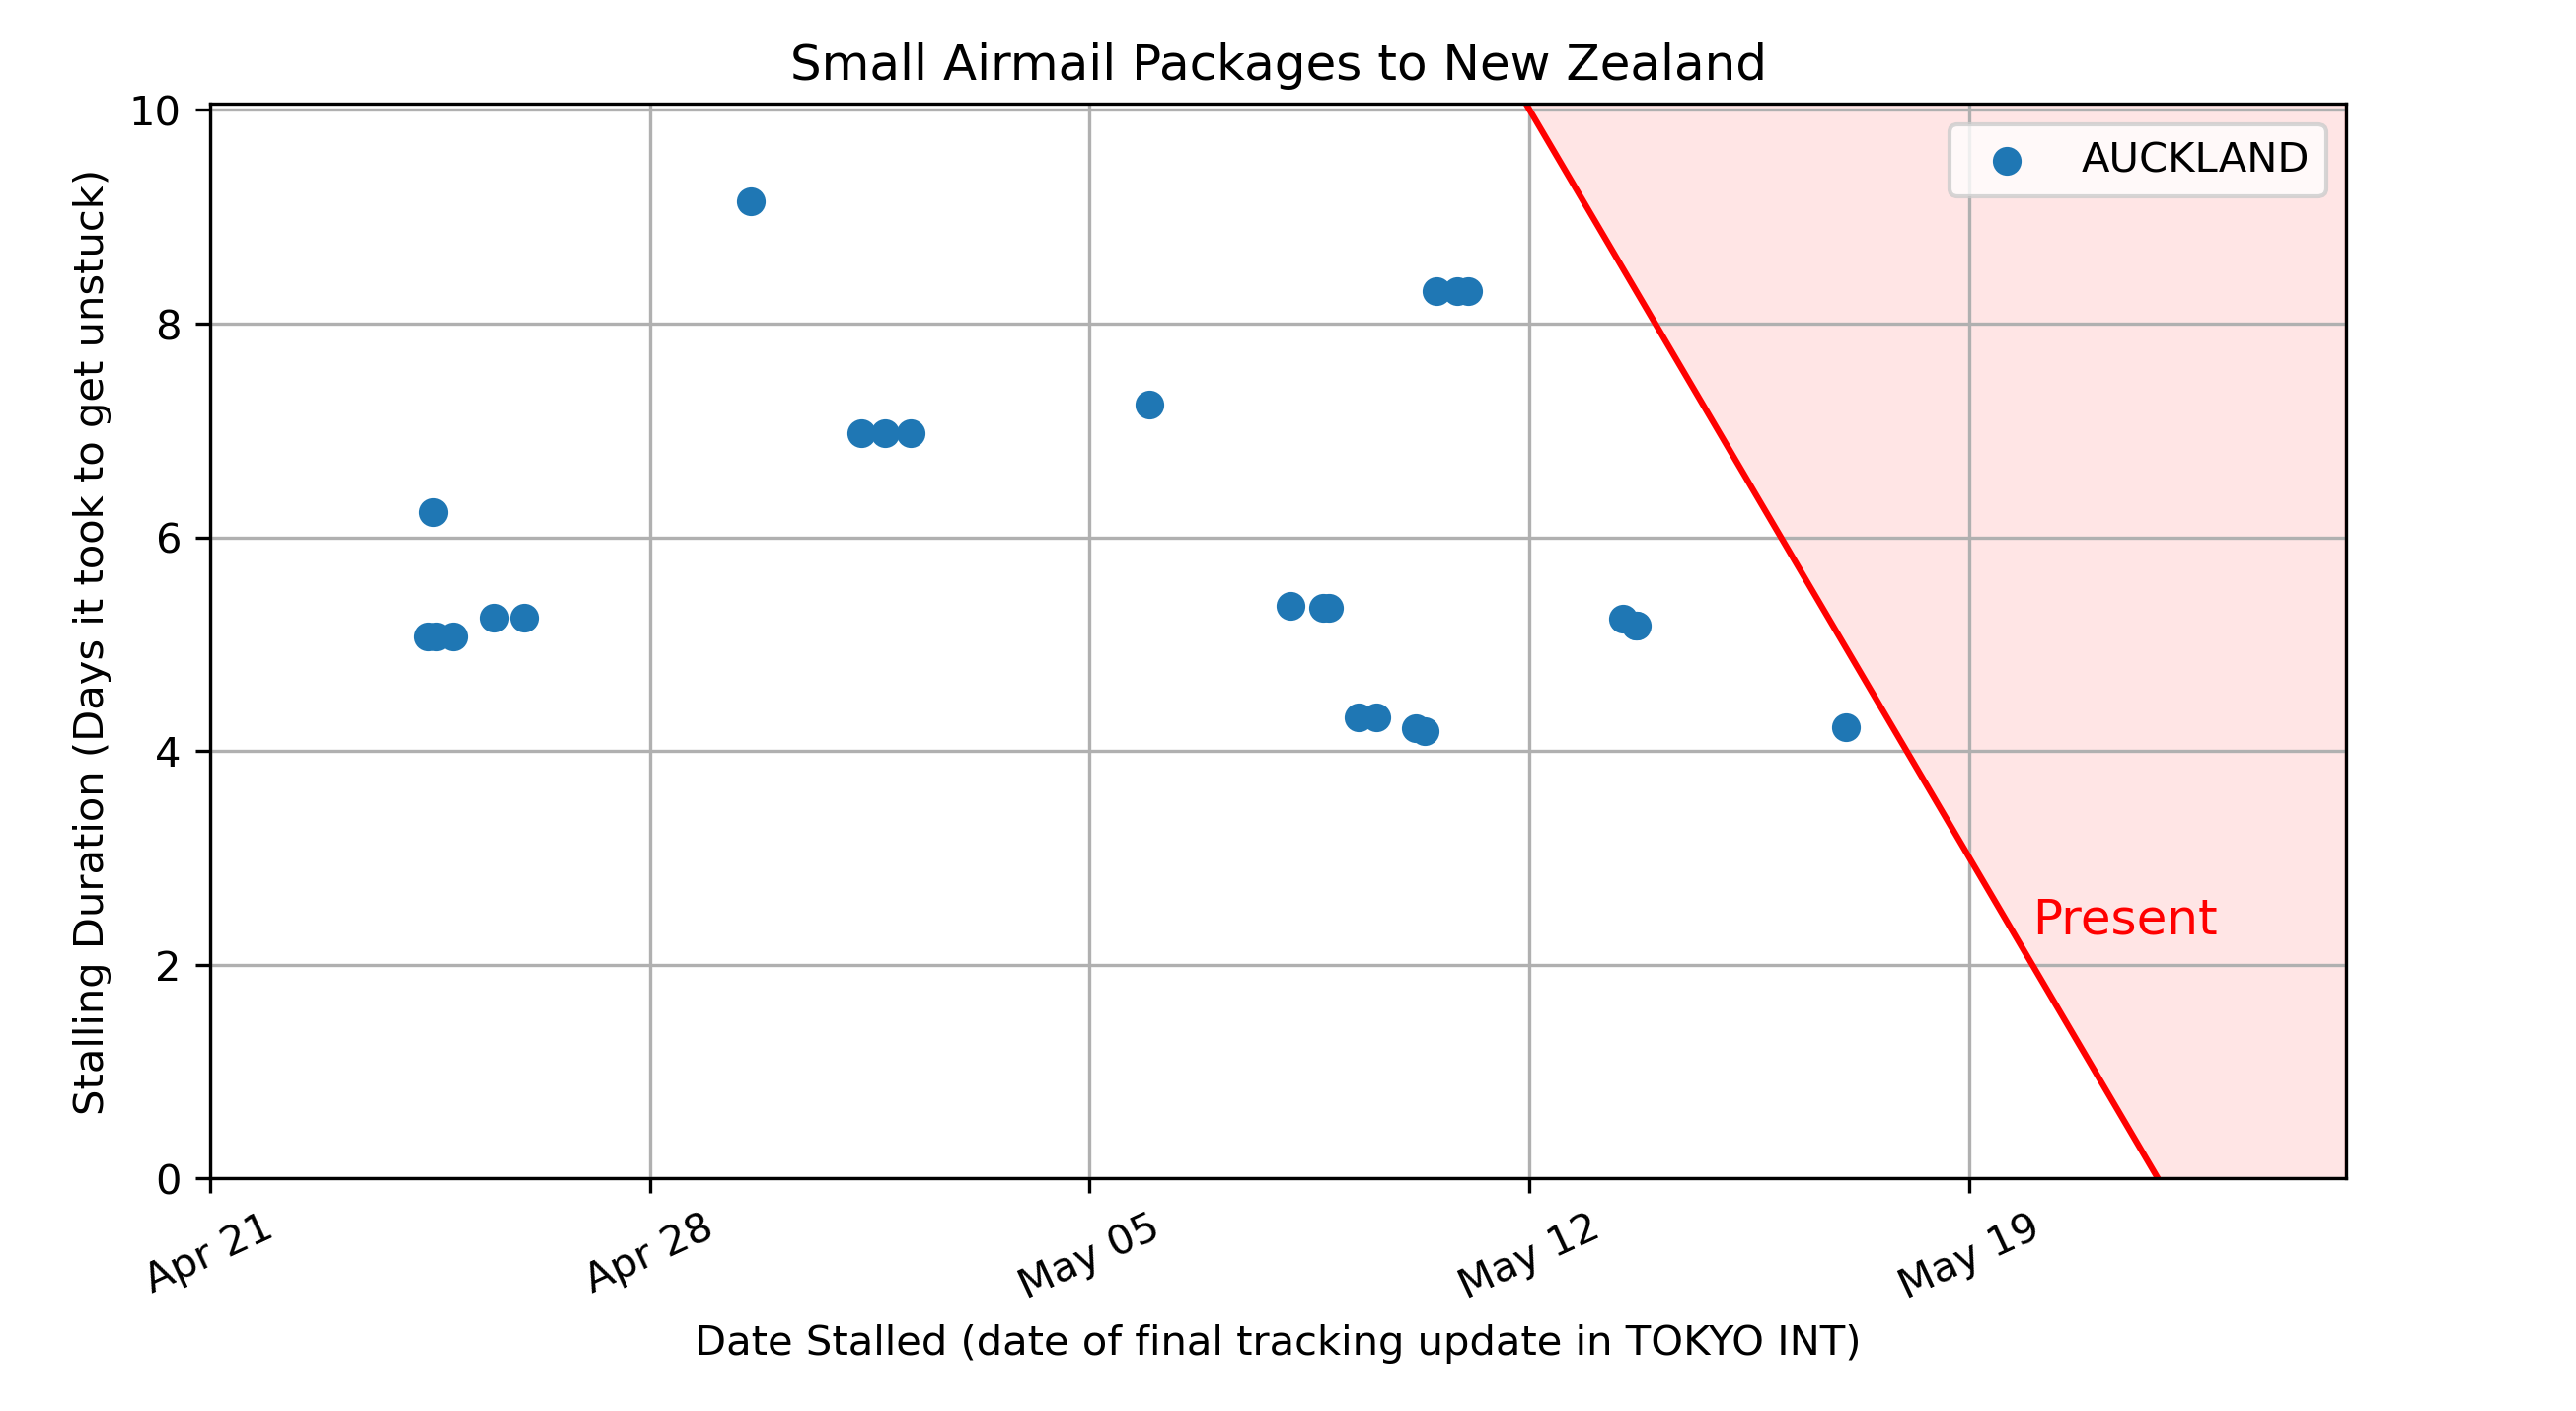 Small Airmail Packages to New Zealand
Stalling Duration (Days it took to get unstuck)
10
8
6
4
2
0
AUCKLAND
Present
Apr 21
Apr 28
May 05
May 12
May 19
Date Stalled (date of final tracking update in TOKYO INT)